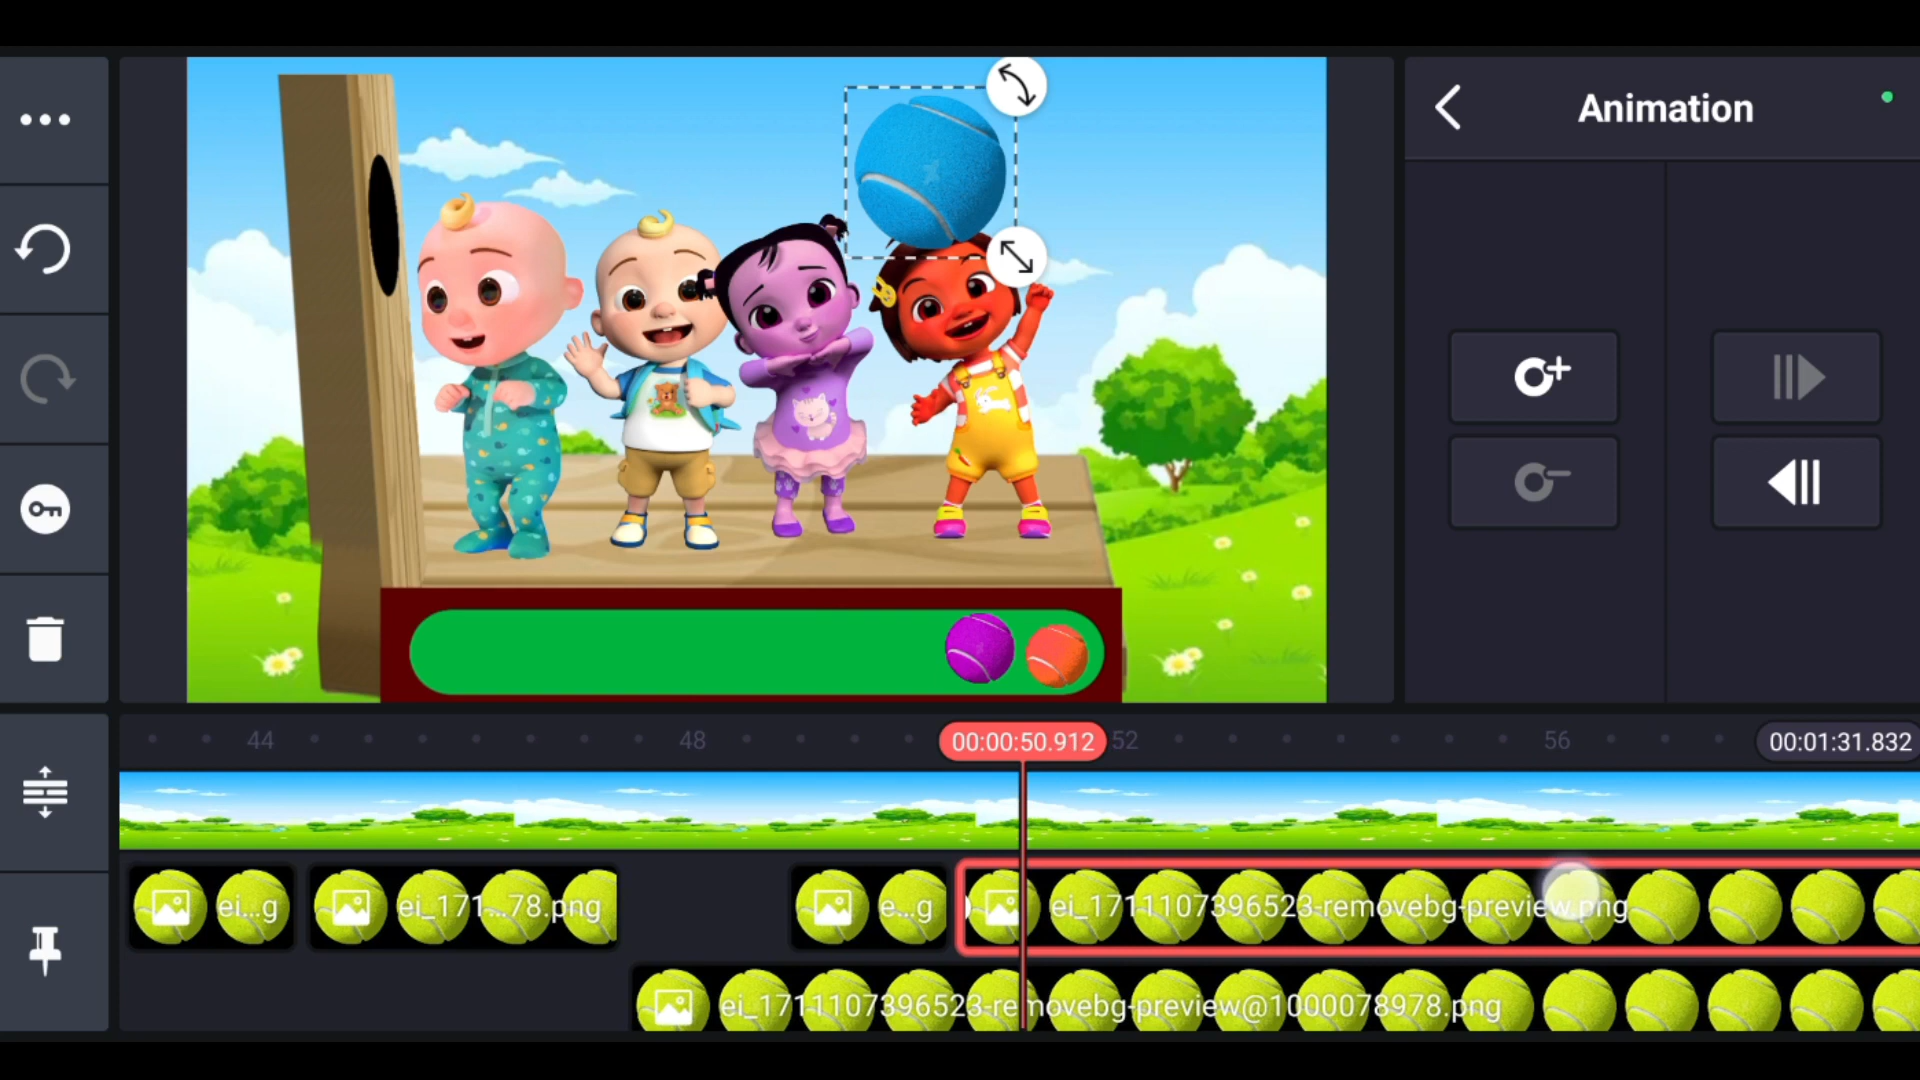 Animation
44
48
00:00:50.912
52
56
00:01:31.832
ei...g
ei_171...78.png
e...g
ei_1711107396523-removebg-preview.png
ei_1711107396523-removebg-preview@1000078978.png